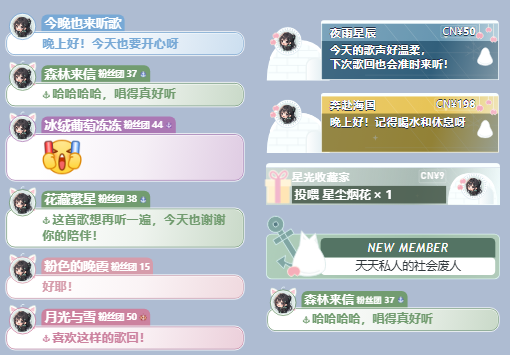 今晚也来听歌
晚上好！今天也要开心呀
森林来信 粉丝团 37
哈哈哈哈，唱得真好听
冰绒葡萄冻冻 粉丝团 44
花藏繁星 粉丝团 38
这首歌想再听一遍，今天也谢谢
你的陪伴！
粉色的晚霞 粉丝团 15
好耶！
月光与雪 粉丝团 50
喜欢这样的歌回！
夜雨星辰 CN¥50
今天的歌声好温柔，
下次歌回也会准时来听！
奔赴海国 CN¥198
晚上好！记得喝水和休息呀
星光收藏家 CN¥9
投喂 星尘烟花 × 1
NEW MEMBER
天天私人的社会废人
森林来信 粉丝团 37
哈哈哈哈，唱得真好听